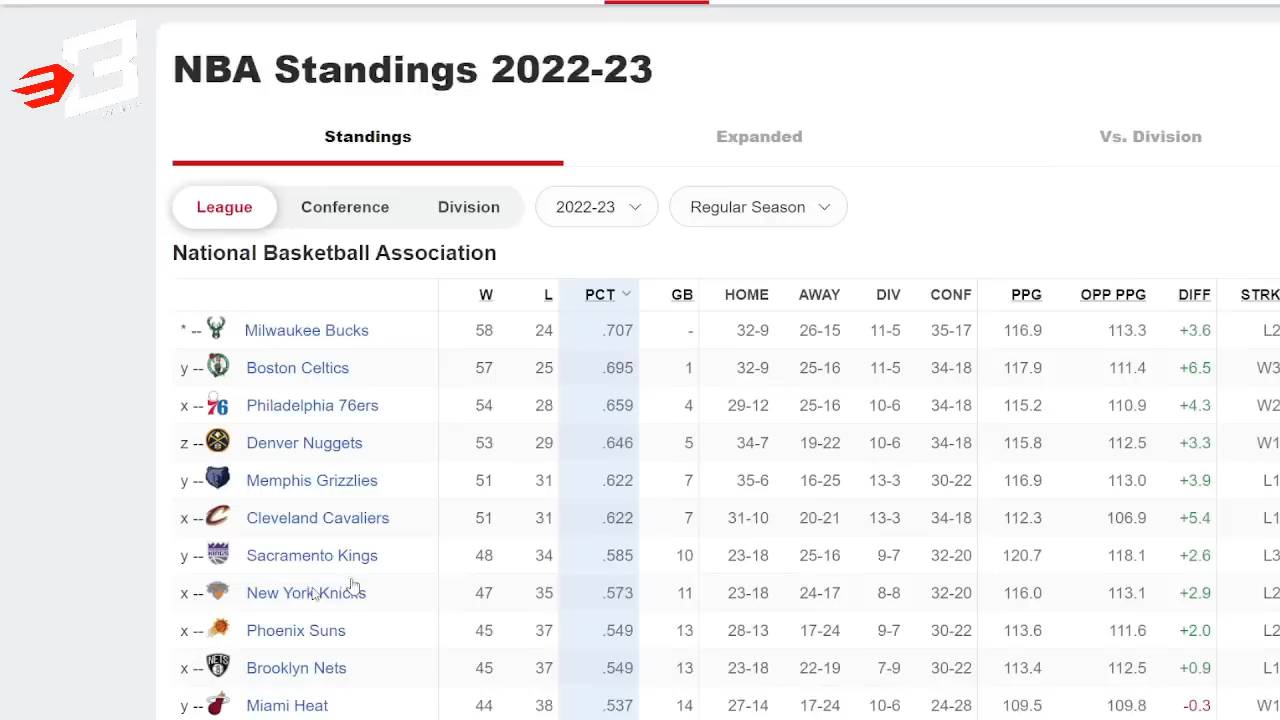 NBA Standings 2022-23
Standings Expanded Vs. Division
League Conference Division 2022-23 Regular Season
National Basketball Association
W L PCT GB HOME AWAY DIV CONF PPG OPP PPG DIFF STRK
* -- Milwaukee Bucks 58 24 .707 - 32-9 26-15 11-5 35-17 116.9 113.3 +3.6 L2
y -- Boston Celtics 57 25 .695 1 32-9 25-16 11-5 34-18 117.9 111.4 +6.5 W3
x -- 76 Philadelphia 76ers 54 28 .659 4 29-12 25-16 10-6 34-18 115.2 110.9 +4.3 W2
z -- Denver Nuggets 53 29 .646 5 34-7 19-22 10-6 34-18 115.8 112.5 +3.3 W1
y -- Memphis Grizzlies 51 31 .622 7 35-6 16-25 13-3 30-22 116.9 113.0 +3.9 L1
x -- Cleveland Cavaliers 51 31 .622 7 31-10 20-21 13-3 34-18 112.3 106.9 +5.4 L1
y -- KINGS Sacramento Kings 48 34 .585 10 23-18 25-16 9-7 32-20 120.7 118.1 +2.6 L3
x -- New York Knicks 47 35 .573 11 23-18 24-17 8-8 32-20 116.0 113.1 +2.9 L2
x -- Phoenix Suns 45 37 .549 13 28-13 17-24 9-7 30-22 113.6 111.6 +2.0 L2
x -- NETS Brooklyn Nets 45 37 .549 13 23-18 22-19 7-9 30-22 113.4 112.5 +0.9 L1
y -- Miami Heat 44 38 .537 14 27-14 17-24 10-6 24-28 109.5 109.8 -0.3 W1